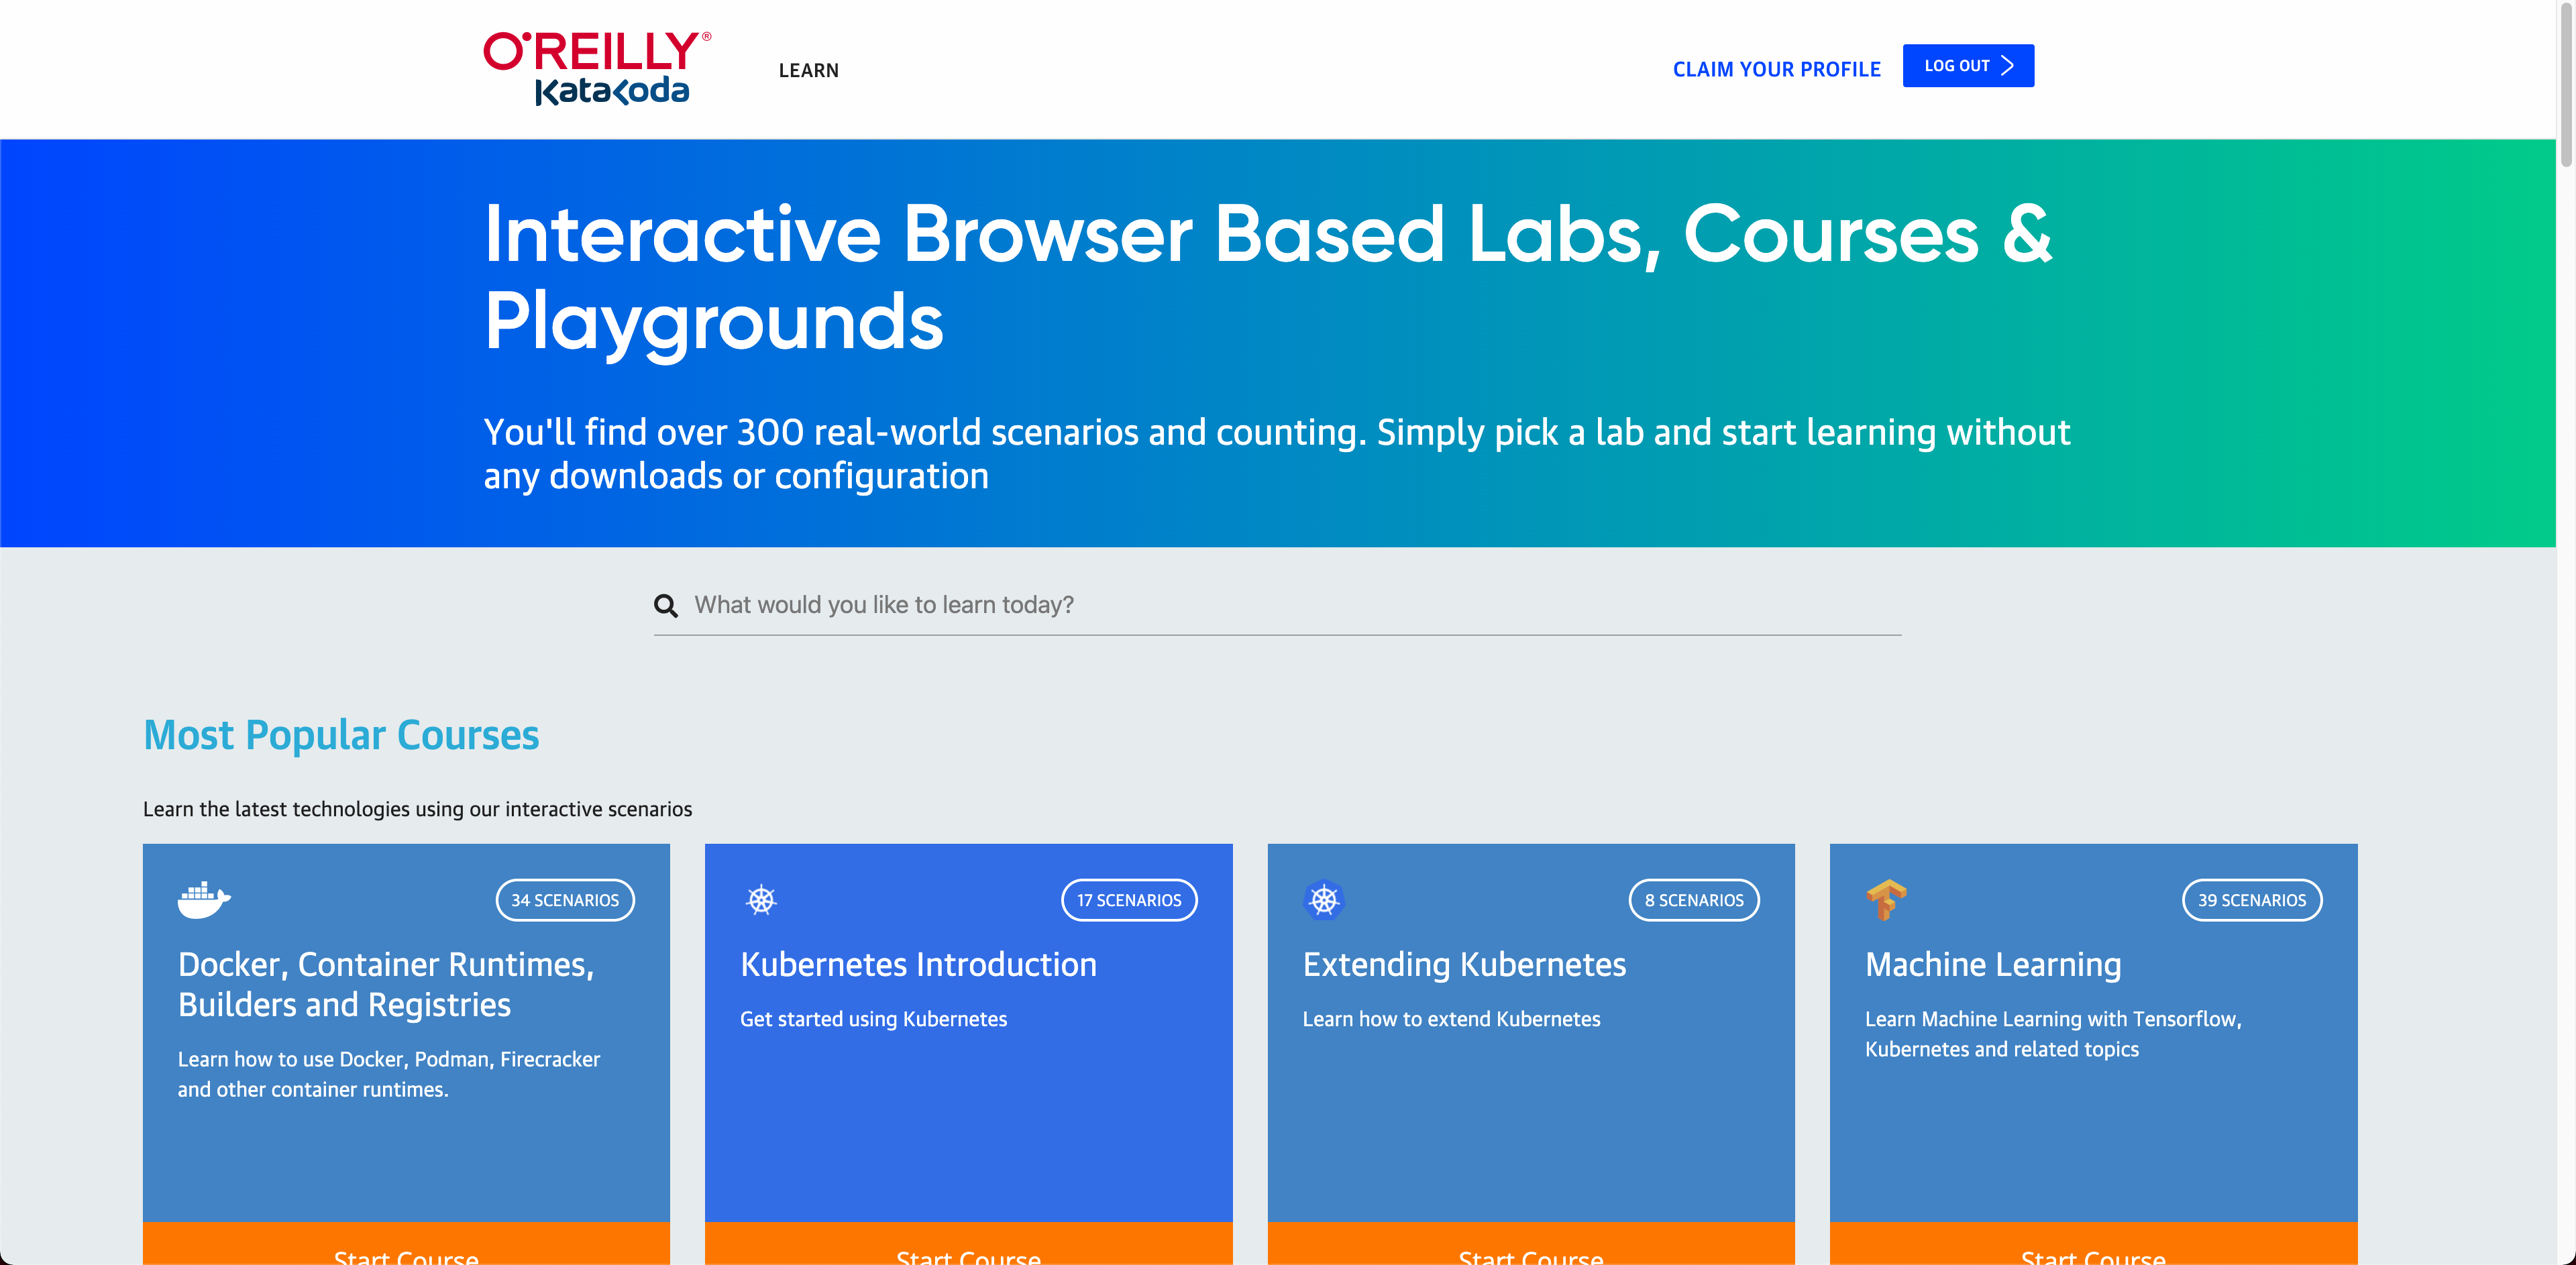 O'REILLY®
Katakoda
LEARN
CLAIM YOUR PROFILE
LOG OUT
Interactive Browser Based Labs, Courses &
Playgrounds
You'll find over 300 real-world scenarios and counting. Simply pick a lab and start learning without
any downloads or configuration
What would you like to learn today?
Most Popular Courses
Learn the latest technologies using our interactive scenarios
34 SCENARIOS
Docker, Container Runtimes,
Builders and Registries
Learn how to use Docker, Podman, Firecracker
and other container runtimes.
Start Course
17 SCENARIOS
Kubernetes Introduction
Get started using Kubernetes
Start Course
8 SCENARIOS
Extending Kubernetes
Learn how to extend Kubernetes
Start Course
39 SCENARIOS
Machine Learning
Learn Machine Learning with Tensorflow,
Kubernetes and related topics
Start Course